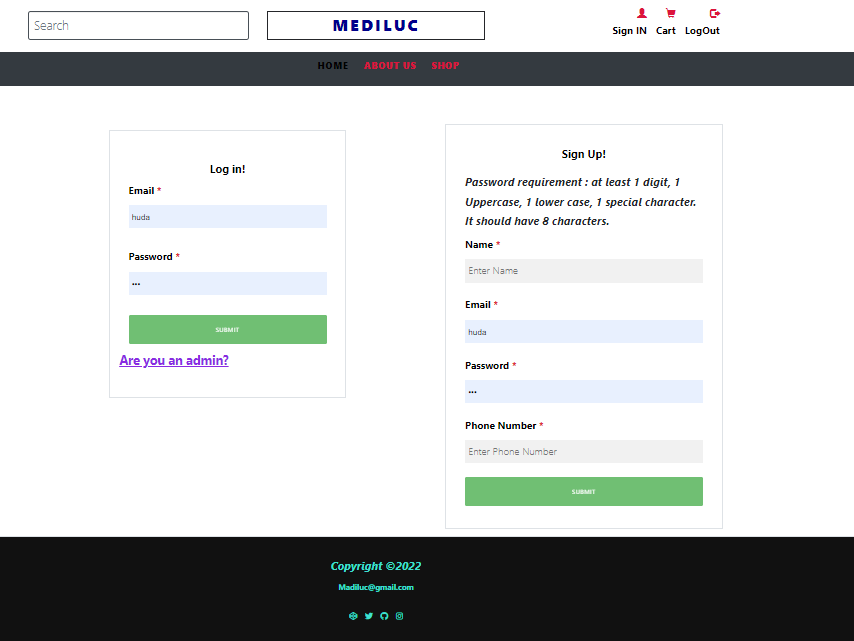 Search
MEDILUC
Sign IN Cart LogOut
HOME ABOUT US SHOP
Log in!
Email *
huda
Password *
•••
SUBMIT
Are you an admin?
Sign Up!
Password requirement : at least 1 digit, 1
Uppercase, 1 lower case, 1 special character.
It should have 8 characters.
Name *
Enter Name
Email *
huda
Password *
•••
Phone Number *
Enter Phone Number
SUBMIT
Copyright ©2022
Madiluc@gmail.com